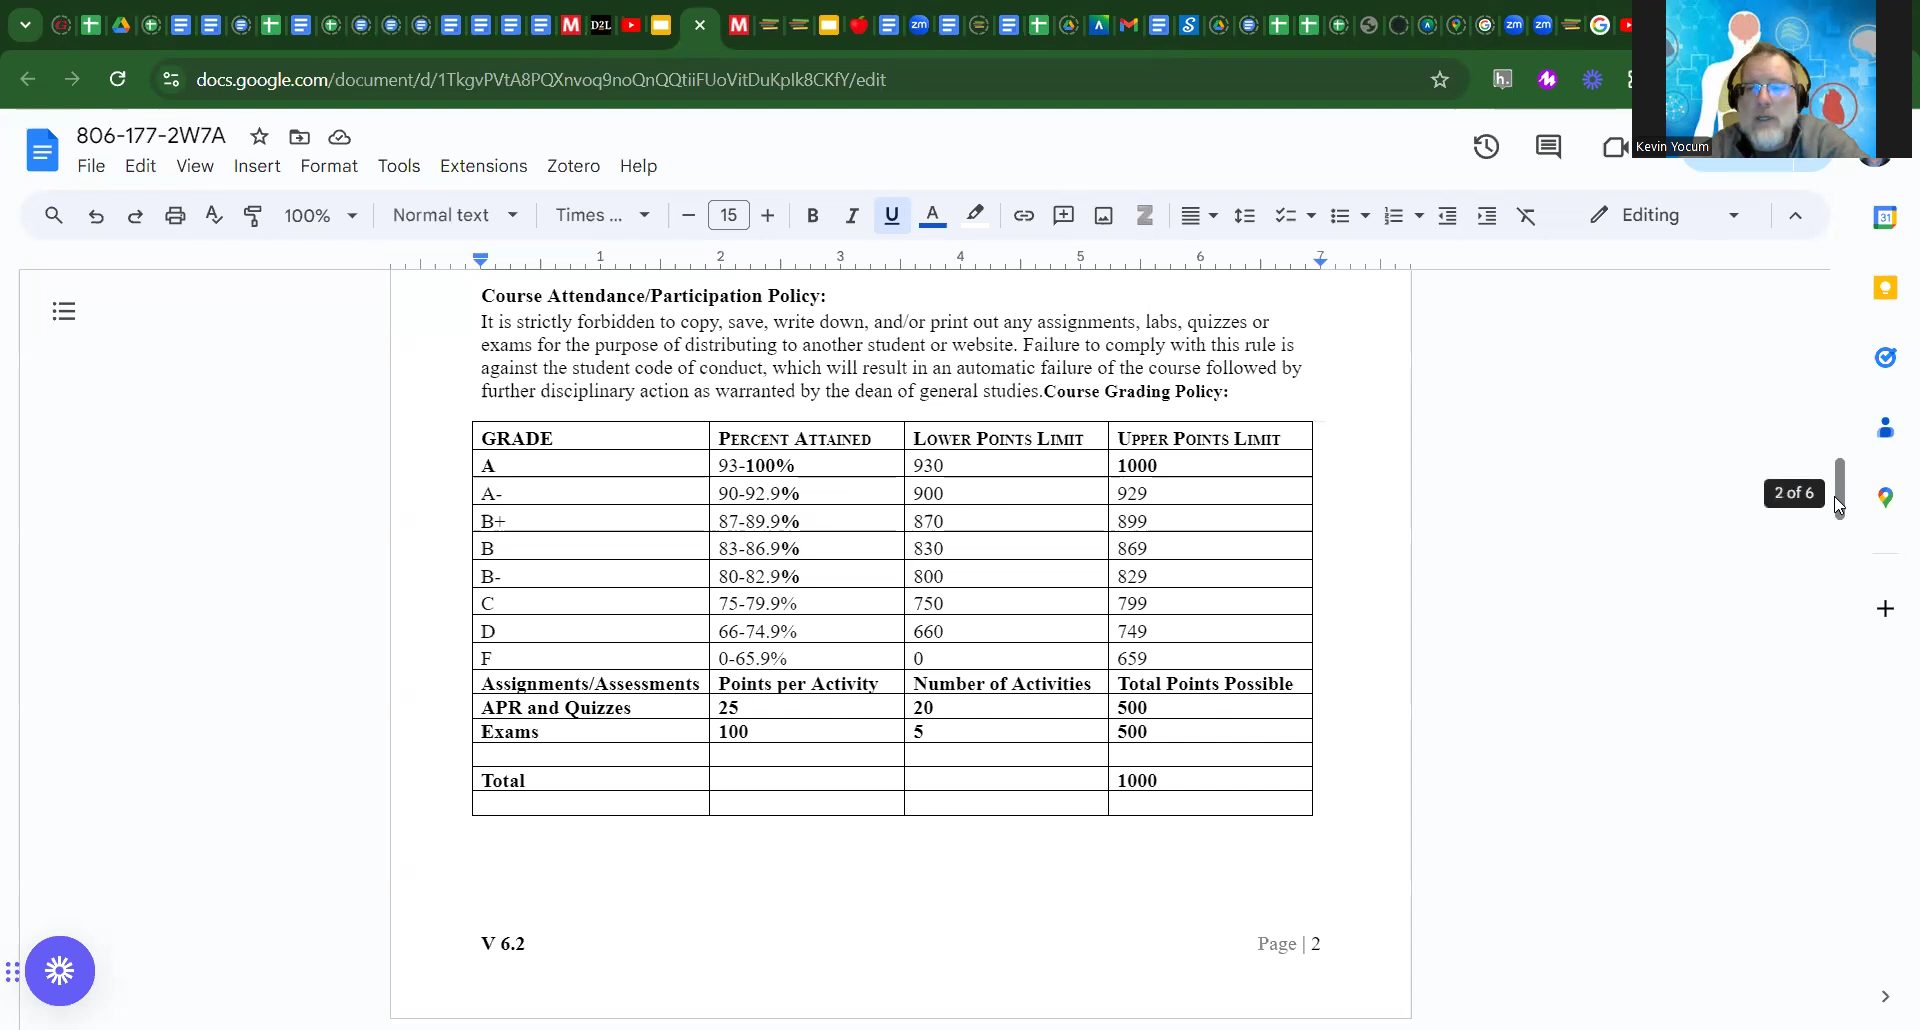 docs.google.com/document/d/1TkgvPVtA8PQXnvoq9noQnQQtiiFUoVitDuKpIk8CKfY/edit
Kevin Yocum
806-177-2W7A
File Edit View Insert Format Tools Extensions Zotero Help
100% Normal text Times ... 15 Editing
1 2 3 4 5 6 7
Course Attendance/Participation Policy:
It is strictly forbidden to copy, save, write down, and/or print out any assignments, labs, quizzes or
exams for the purpose of distributing to another student or website. Failure to comply with this rule is
against the student code of conduct, which will result in an automatic failure of the course followed by
further disciplinary action as warranted by the dean of general studies.Course Grading Policy:
GRADE PERCENT ATTAINED LOWER POINTS LIMIT UPPER POINTS LIMIT
A 93-100% 930 1000
A- 90-92.9% 900 929
B+ 87-89.9% 870 899
B 83-86.9% 830 869
B- 80-82.9% 800 829
C 75-79.9% 750 799
D 66-74.9% 660 749
F 0-65.9% 0 659
Assignments/Assessments Points per Activity Number of Activities Total Points Possible
APR and Quizzes 25 20 500
Exams 100 5 500
Total 1000
2 of 6
V 6.2 Page | 2